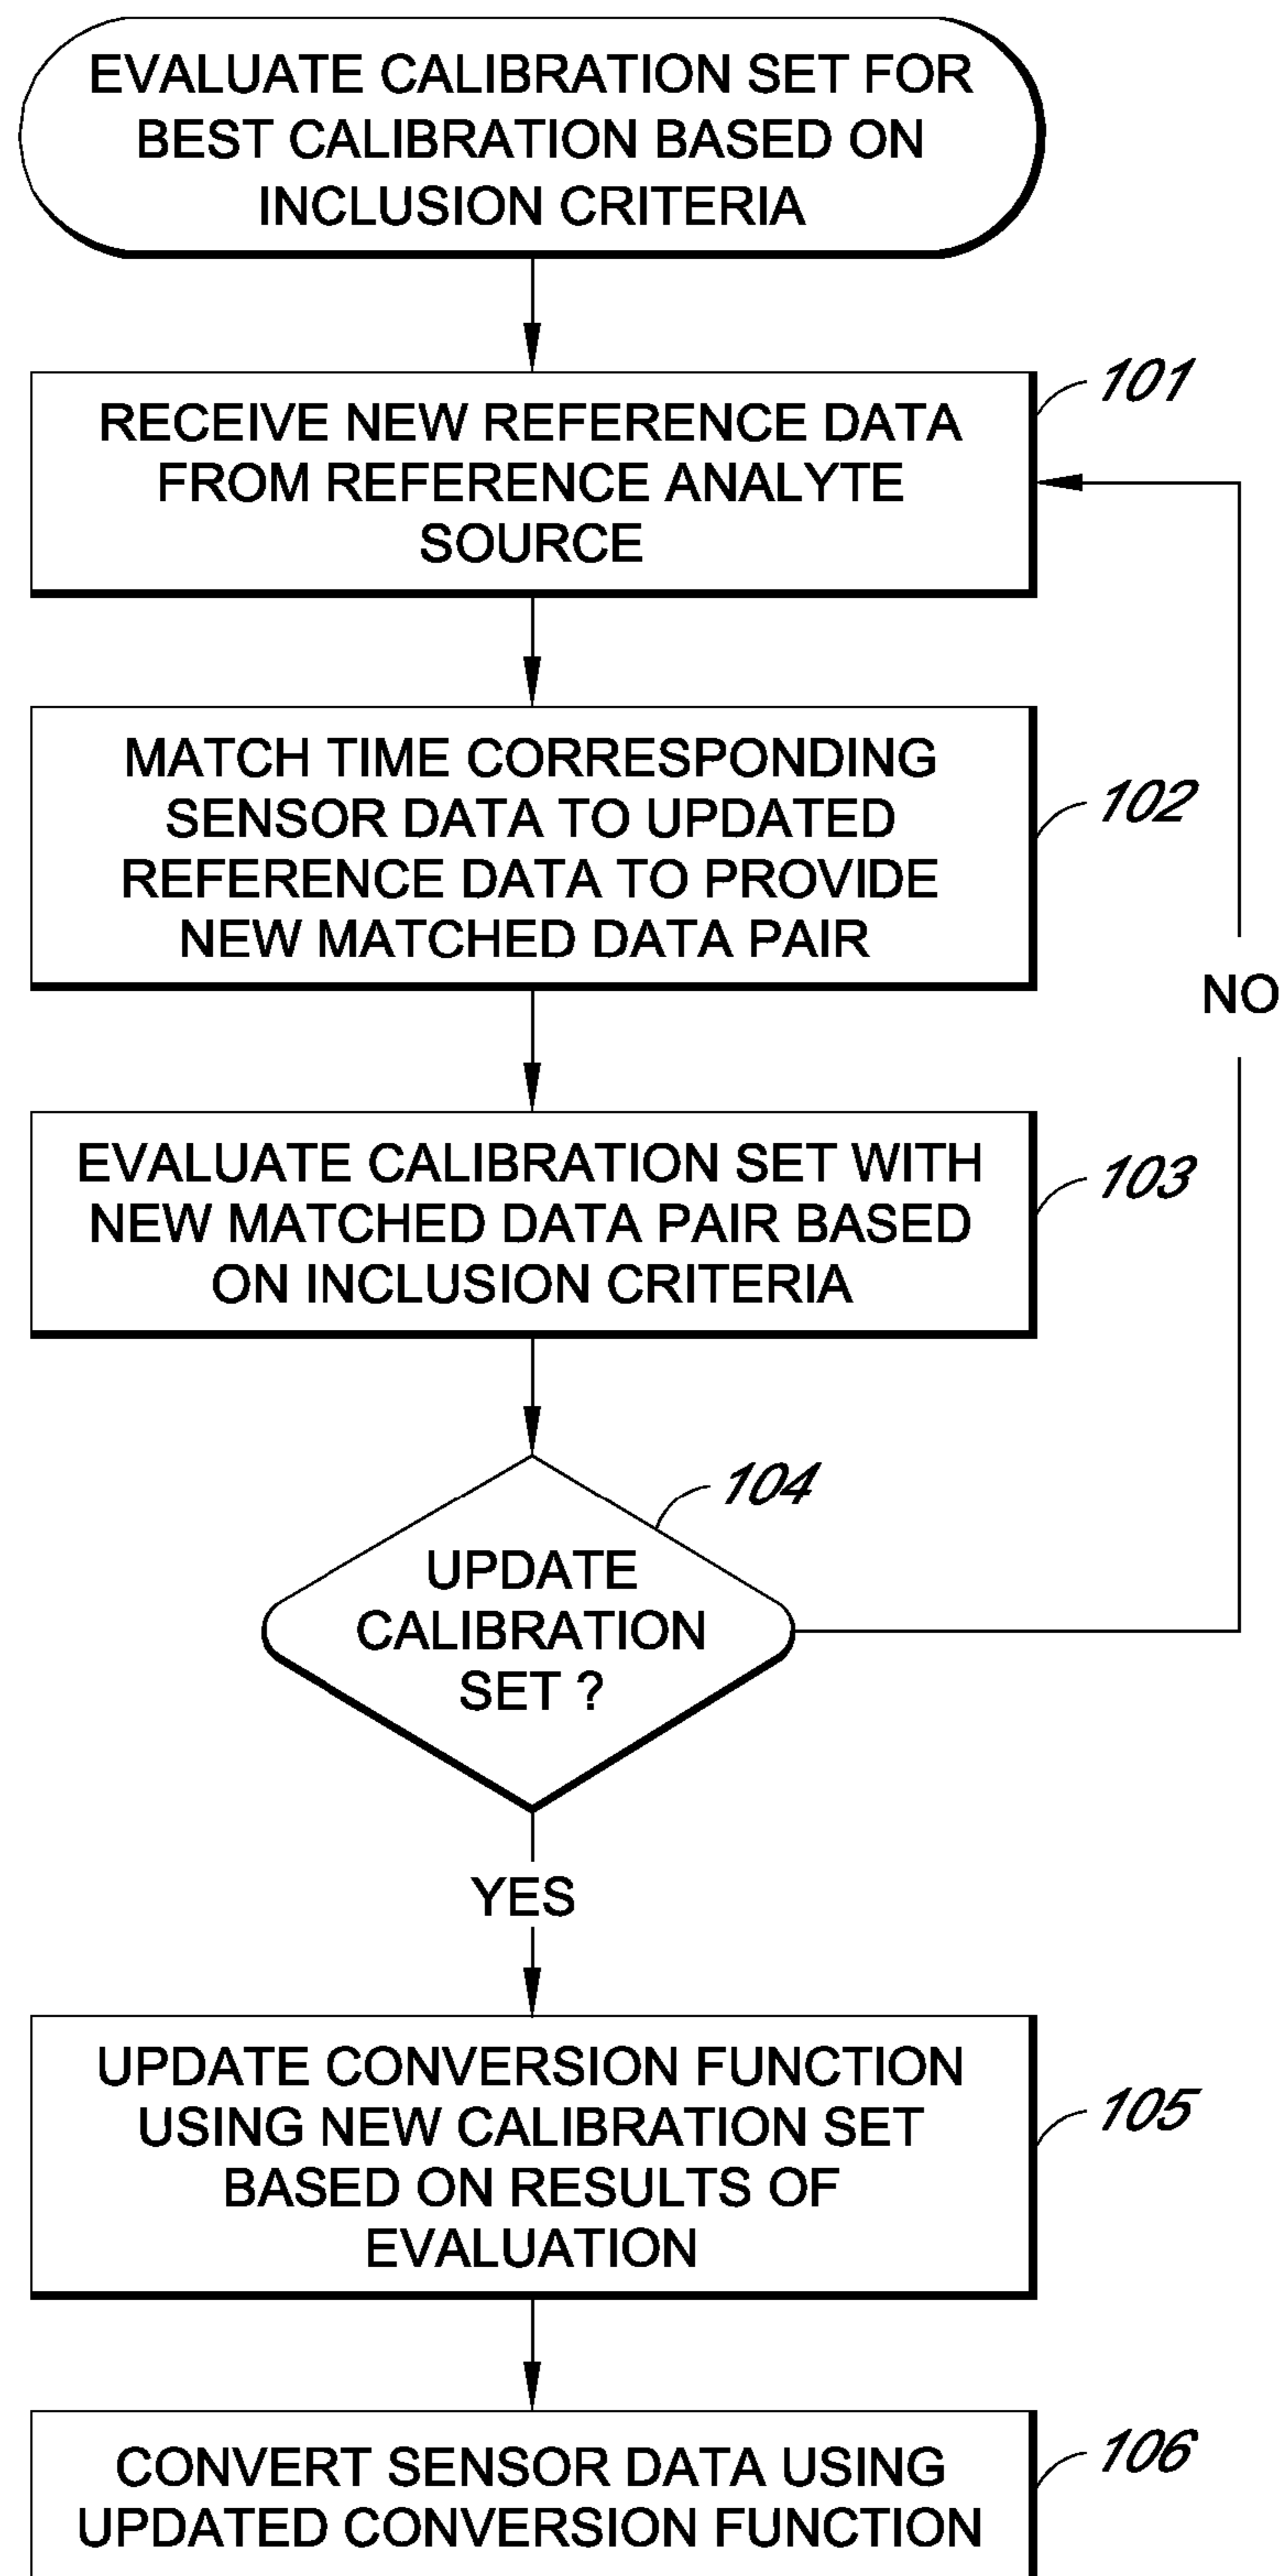 EVALUATE CALIBRATION SET FOR
BEST CALIBRATION BASED ON
INCLUSION CRITERIA
101
RECEIVE NEW REFERENCE DATA
FROM REFERENCE ANALYTE
SOURCE
102
MATCH TIME CORRESPONDING
SENSOR DATA TO UPDATED
REFERENCE DATA TO PROVIDE
NEW MATCHED DATA PAIR
NO
103
EVALUATE CALIBRATION SET WITH
NEW MATCHED DATA PAIR BASED
ON INCLUSION CRITERIA
104
UPDATE
CALIBRATION
SET ?
YES
105
UPDATE CONVERSION FUNCTION
USING NEW CALIBRATION SET
BASED ON RESULTS OF
EVALUATION
106
CONVERT SENSOR DATA USING
UPDATED CONVERSION FUNCTION